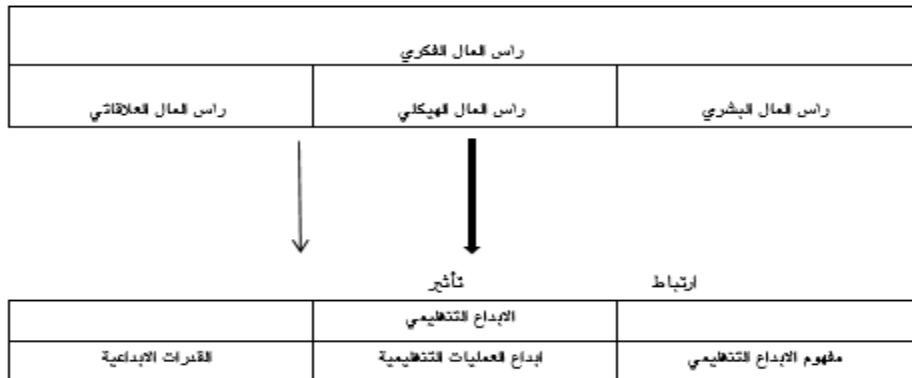 راس المال الفكري
راس المال البشري راس المال الهيكلي راس المال العلاقاتي
ارتباط تأثير
الابداع التنظيمي
مفهوم الابداع التنظيمي ابداع العمليات التنظيمية القدرات الابداعية